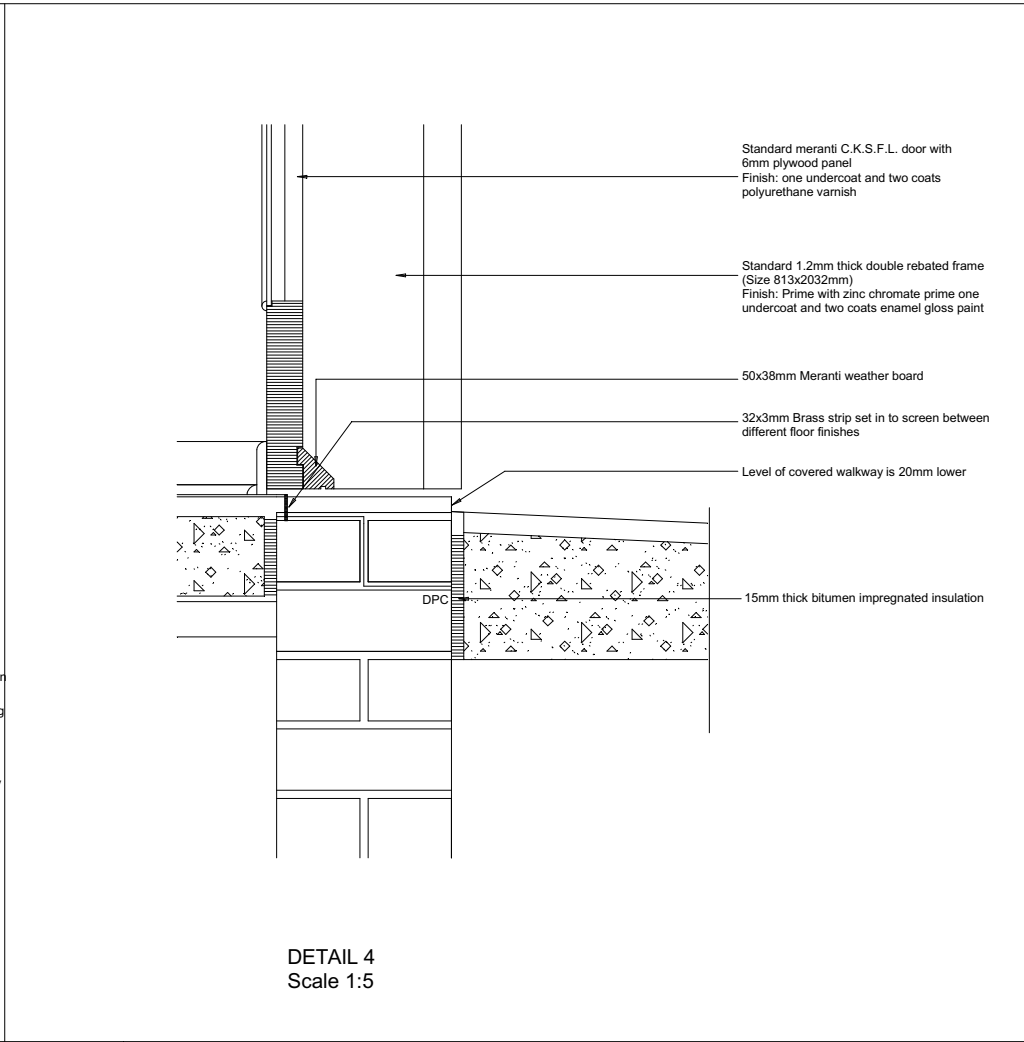 Standard meranti C.K.S.F.L. door with
6mm plywood panel
Finish: one undercoat and two coats
polyurethane varnish
Standard 1.2mm thick double rebated frame
(Size 813x2032mm)
Finish: Prime with zinc chromate prime one
undercoat and two coats enamel gloss paint
50x38mm Meranti weather board
32x3mm Brass strip set in to screen between
different floor finishes
Level of covered walkway is 20mm lower
DPC
15mm thick bitumen impregnated insulation
DETAIL 4
Scale 1:5